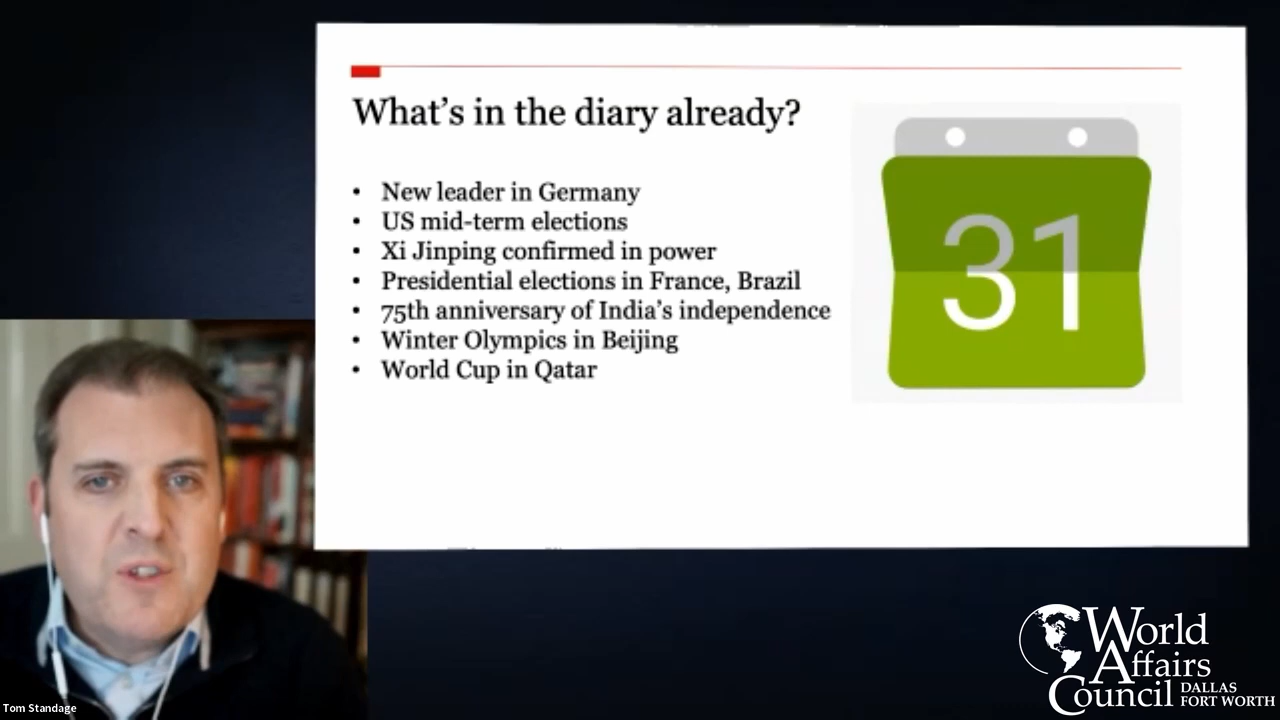 What's in the diary already?
• New leader in Germany
• US mid-term elections
• Xi Jinping confirmed in power
• Presidential elections in France, Brazil
• 75th anniversary of India's independence
• Winter Olympics in Beijing
• World Cup in Qatar
31
Tom Standage
World
Affairs
Council DALLAS
FORT WORTH